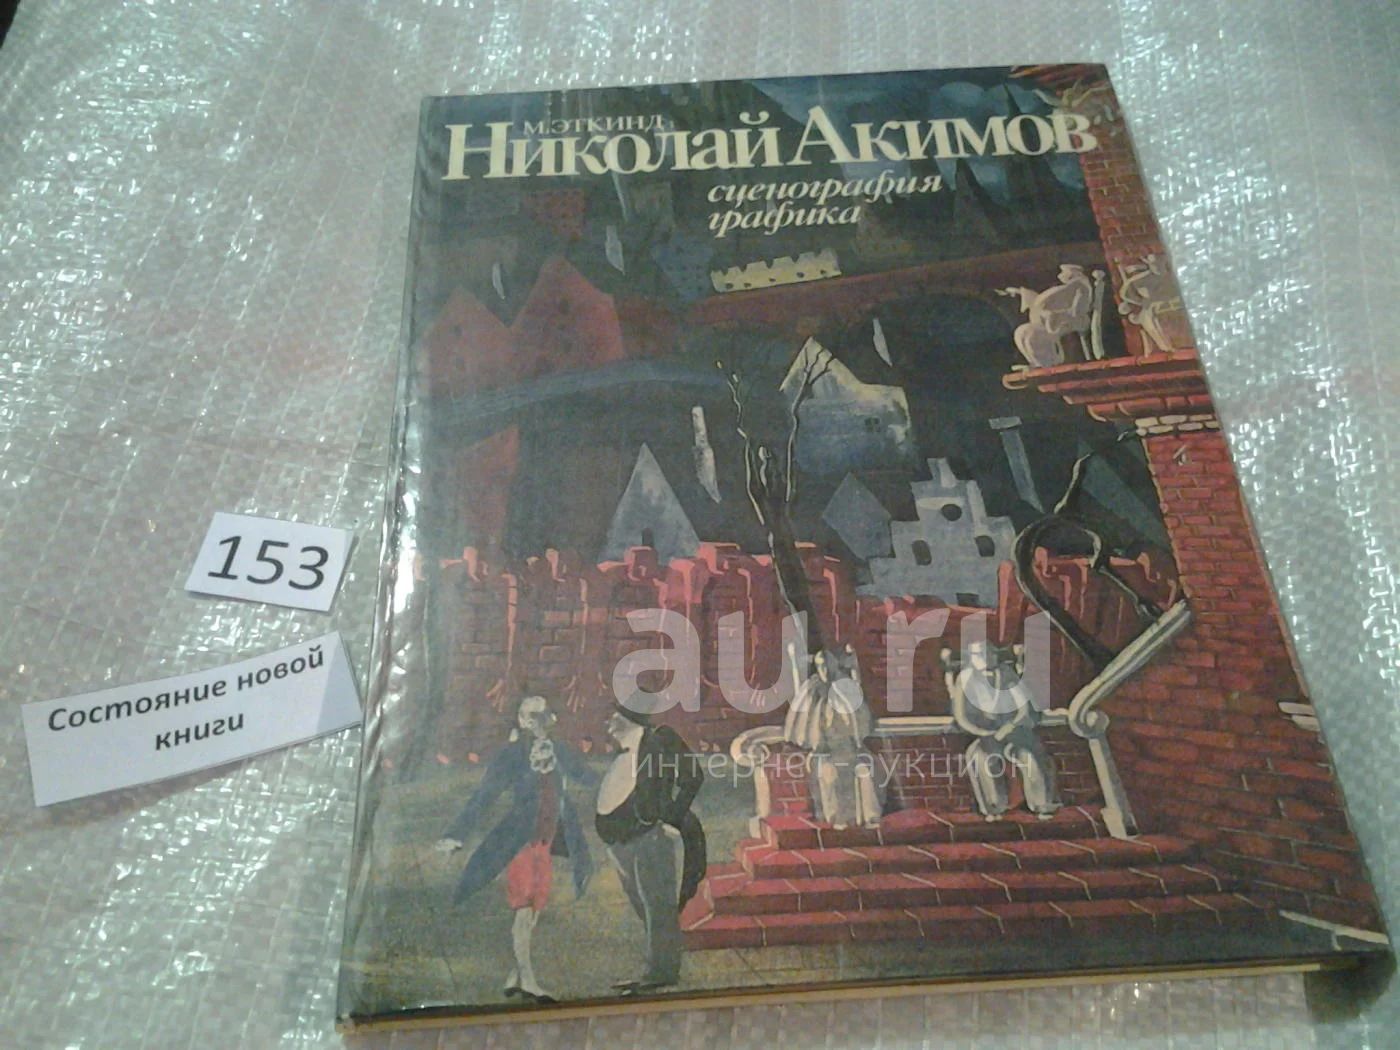 М.ЭТКИНД
Николай Акимов
сценография
графика
153
Состояние новой
книги
au.ru
интернет-аукцион